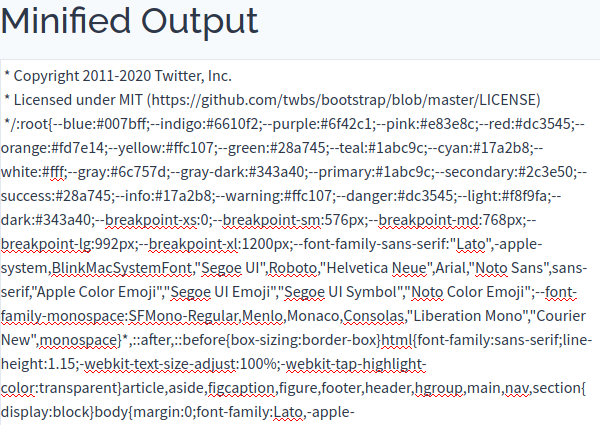 Minified Output
* Copyright 2011-2020 Twitter, Inc.
* Licensed under MIT (https://github.com/twbs/bootstrap/blob/master/LICENSE)
*/:root{--blue:#007bff;--indigo:#6610f2;--purple:#6f42c1;--pink:#e83e8c;--red:#dc3545;--
orange:#fd7e14;--yellow:#ffc107;--green:#28a745;--teal:#1abc9c;--cyan:#17a2b8;--
white:#fff;--gray:#6c757d;--gray-dark:#343a40;--primary:#1abc9c;--secondary:#2c3e50;--
success:#28a745;--info:#17a2b8;--warning:#ffc107;--danger:#dc3545;--light:#f8f9fa;--
dark:#343a40;--breakpoint-xs:0;--breakpoint-sm:576px;--breakpoint-md:768px;--
breakpoint-lg:992px;--breakpoint-xl:1200px;--font-family-sans-serif:"Lato",-apple-
system,BlinkMacSystemFont,"Segoe UI",Roboto,"Helvetica Neue",Arial,"Noto Sans",sans-
serif,"Apple Color Emoji","Segoe UI Emoji","Segoe UI Symbol","Noto Color Emoji";--font-
family-monospace:SFMono-Regular,Menlo,Monaco,Consolas,"Liberation Mono","Courier
New",monospace}*,::after,::before{box-sizing:border-box}html{font-family:sans-serif;line-
height:1.15;-webkit-text-size-adjust:100%;-webkit-tap-highlight-
color:transparent}article,aside,figcaption,figure,footer,header,hgroup,main,nav,section{
display:block}body{margin:0;font-family:Lato,-apple-